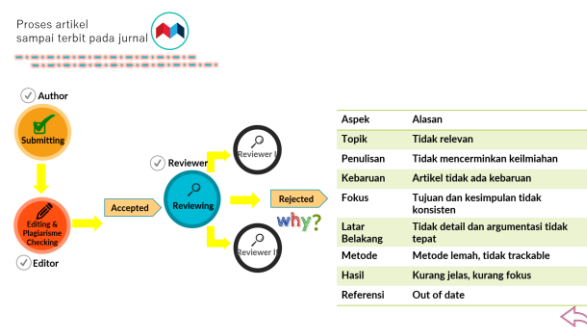 Proses artikel
sampai terbit pada jurnal
Author
Submitting
Editing &
Plagiarisme
Checking
Editor
Accepted
Reviewer
Reviewing
Reviewer I
Reviewer II
Rejected
why?
Aspek Alasan
Topik Tidak relevan
Penulisan Tidak mencerminkan keilmiahan
Kebaruan Artikel tidak ada kebaruan
Fokus Tujuan dan kesimpulan tidak
konsisten
Latar Tidak detail dan argumentasi tidak
Belakang tepat
Metode Metode lemah, tidak trackable
Hasil Kurang jelas, kurang fokus
Referensi Out of date